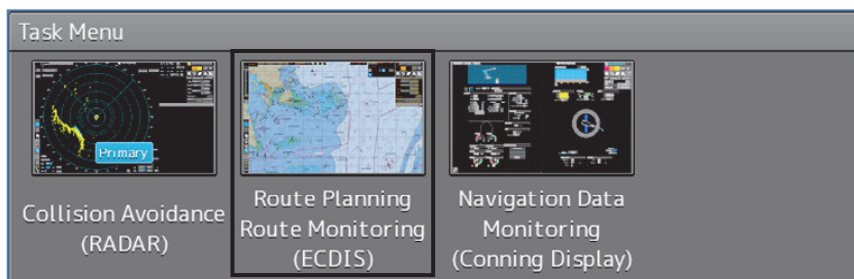 Task Menu
Primary
Collision Avoidance
(RADAR)
Route Planning
Route Monitoring
(ECDIS)
Navigation Data
Monitoring
(Conning Display)